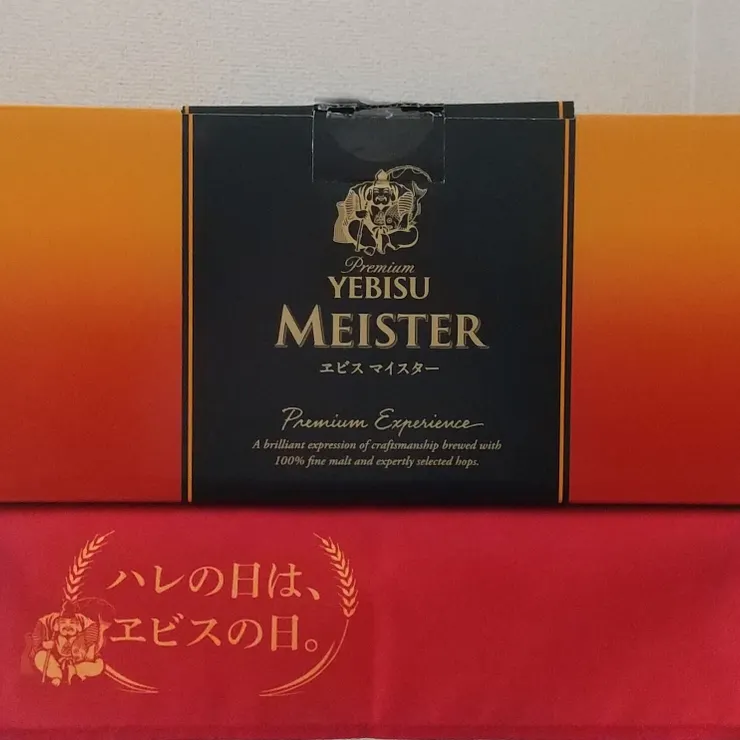 Premium
YEBISU
MEISTER
ヱビス マイスター
Premium Experience
A brilliant expression of craftsmanship brewed with
100% fine malt and expertly selected hops.
ハレの日は、
ヱビスの日。